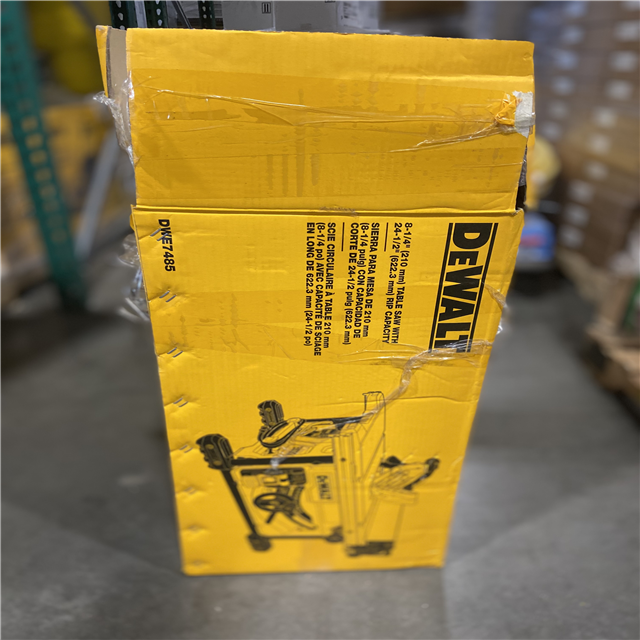 DEWALT
8-1/4" (210 mm) TABLE SAW WITH
24-1/2" (622.3 mm) RIP CAPACITY
SIERRA PARA MESA DE 210 mm
(8-1/4 pulg) CON CAPACIDAD DE
CORTE DE 24-1/2 pulg (622.3 mm)
SCIE CIRCULAIRE À TABLE 210 mm
(8-1/4 po) AVEC CAPACITÉ DE SCIAGE
EN LONG DE 622.3 mm (24-1/2 po)
DWE7485
DEWALT